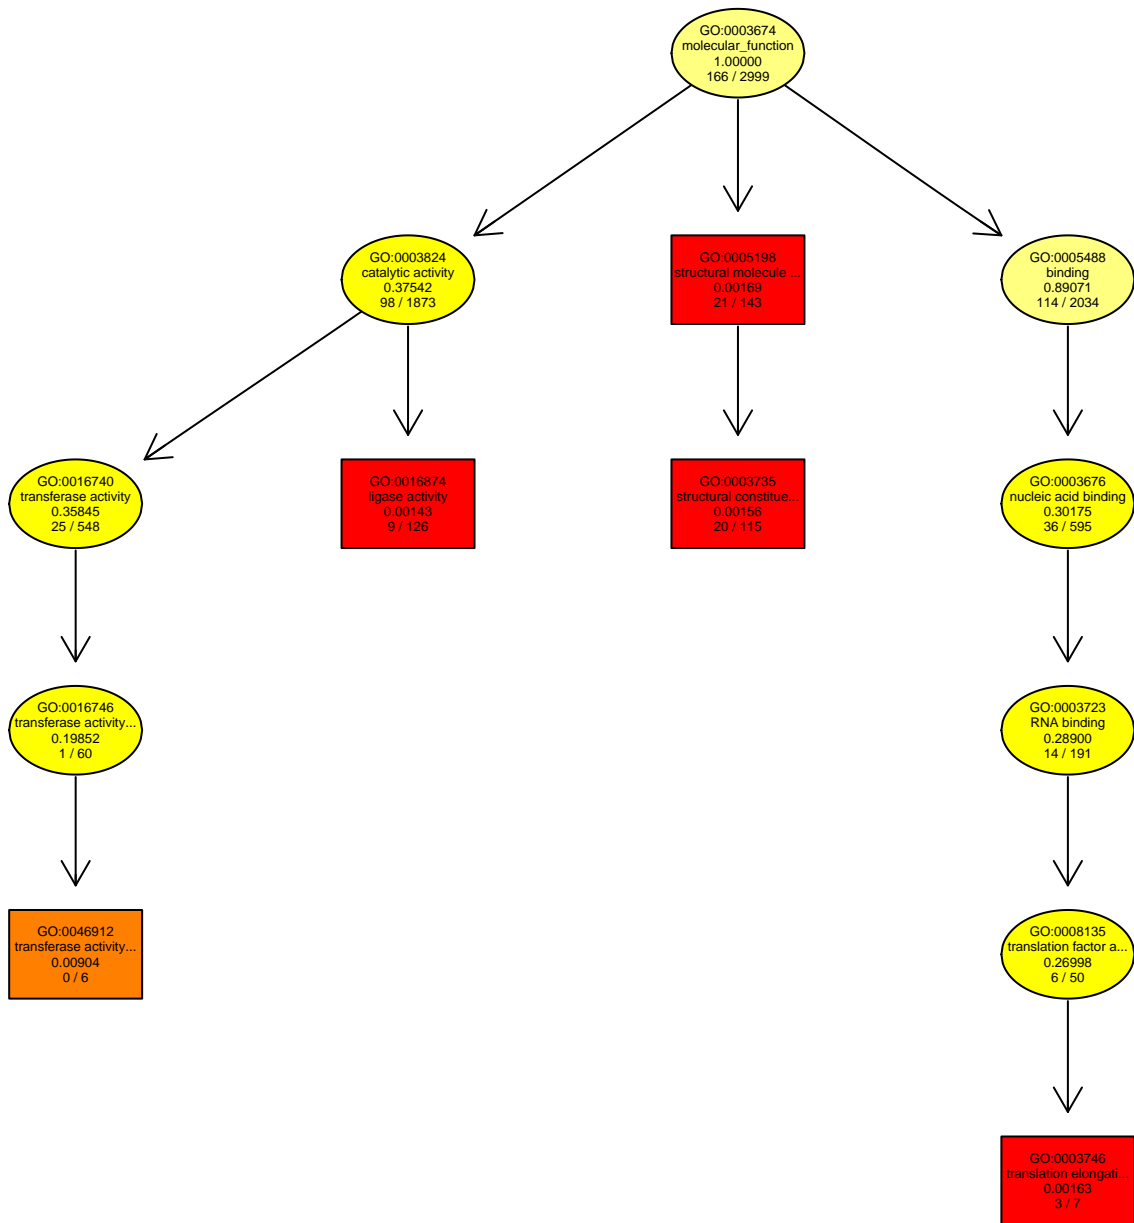 GO:0003674
molecular_function
1.00000
166 / 2999
GO:0003824
catalytic activity
0.37542
98 / 1873
GO:0005198
structural molecule ...
0.00169
21 / 143
GO:0005488
binding
0.89071
114 / 2034
GO:0016740
transferase activity
0.35845
25 / 548
GO:0016874
ligase activity
0.00143
9 / 126
GO:0003735
structural constitue...
0.00156
20 / 115
GO:0003676
nucleic acid binding
0.30175
36 / 595
GO:0016746
transferase activity...
0.19852
1 / 60
GO:0003723
RNA binding
0.28900
14 / 191
GO:0046912
transferase activity...
0.00904
0 / 6
GO:0008135
translation factor a...
0.26998
6 / 50
GO:0003746
translation elongati...
0.00163
3 / 7